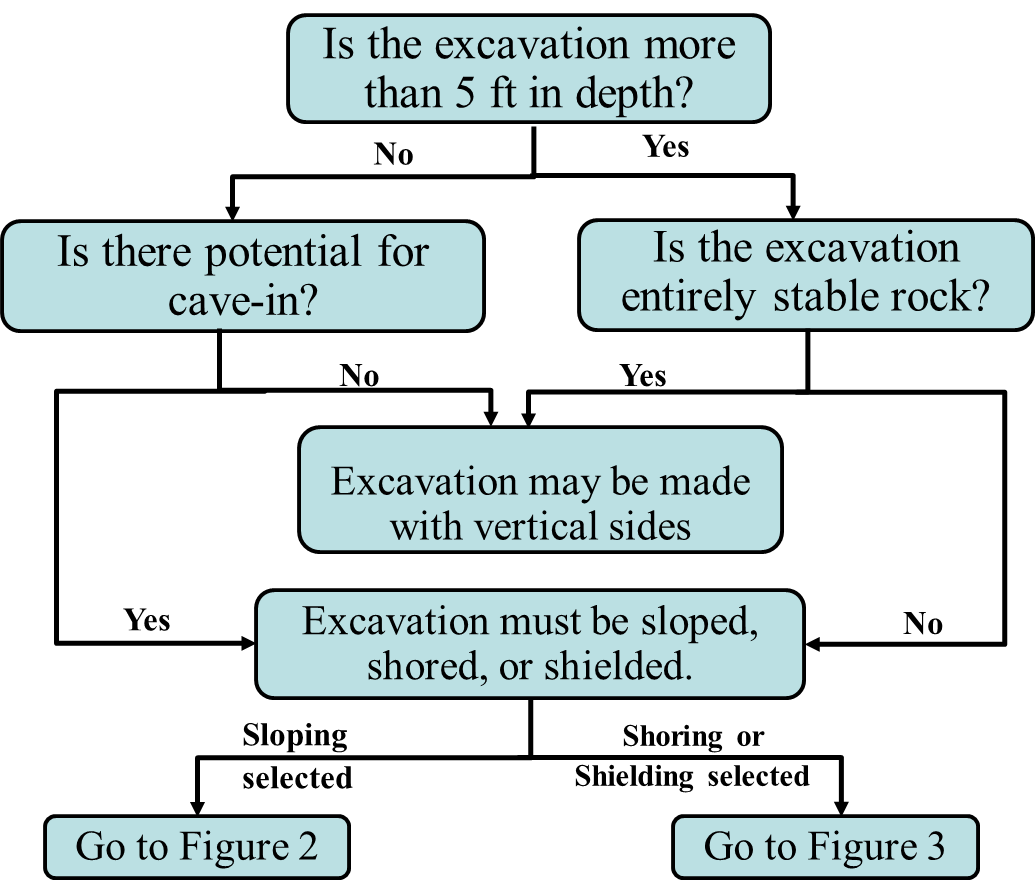 Is the excavation more
than 5 ft in depth?
No
Yes
Is there potential for
cave-in?
Is the excavation
entirely stable rock?
No
Yes
Excavation may be made
with vertical sides
Yes
Excavation must be sloped,
shored, or shielded.
No
Sloping
selected
Shoring or
Shielding selected
Go to Figure 2
Go to Figure 3